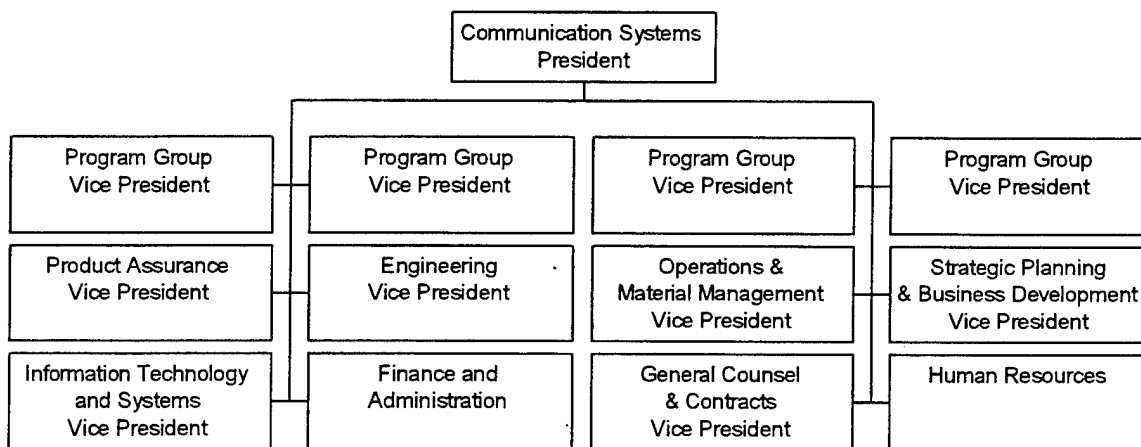 Communication Systems
President
Program Group
Vice President
Program Group
Vice President
Program Group
Vice President
Program Group
Vice President
Product Assurance
Vice President
Engineering
Vice President
Operations &
Material Management
Vice President
Strategic Planning
& Business Development
Vice President
Information Technology
and Systems
Vice President
Finance and
Administration
General Counsel
& Contracts
Vice President
Human Resources